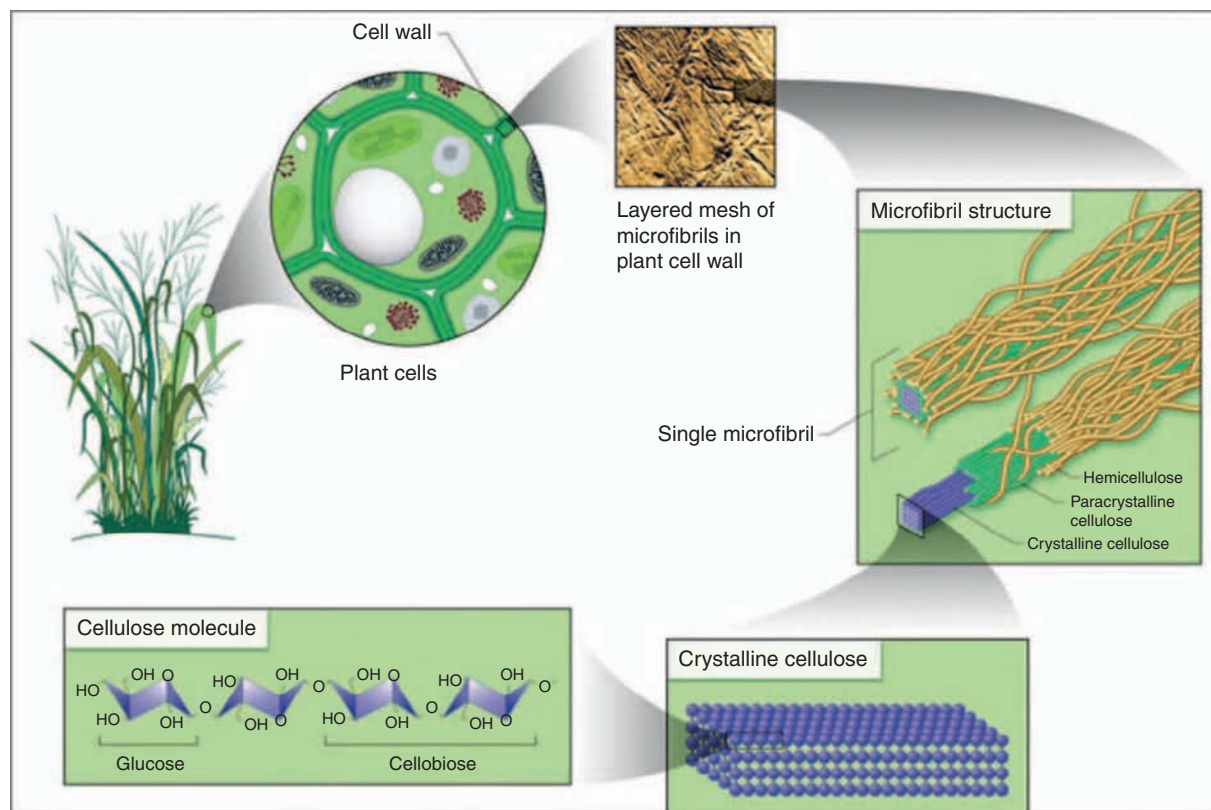 Cell wall
Layered mesh of
microfibrils in
plant cell wall
Plant cells
Microfibril structure
Single microfibril
Hemicellulose
Paracrystalline
cellulose
Crystalline cellulose
Cellulose molecule
HO
OH
O
HO
OH
O
HO
OH
OH
O
O
OH
O
HO
OH
O
HO
OH
OH
O
O
Glucose
Cellobiose
Crystalline cellulose